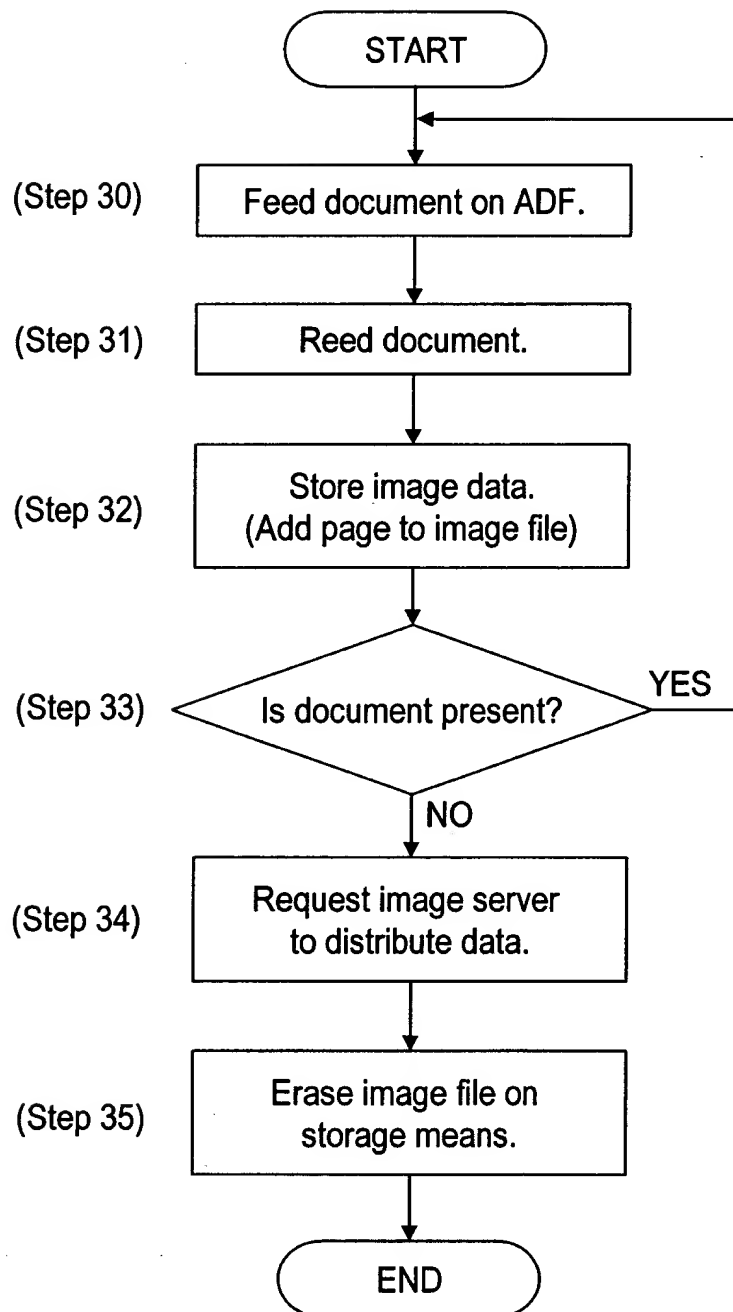 START
(Step 30)
Feed document on ADF.
(Step 31)
Reed document.
(Step 32)
Store image data.
(Add page to image file)
(Step 33)
Is document present?
YES
NO
(Step 34)
Request image server
to distribute data.
(Step 35)
Erase image file on
storage means.
END